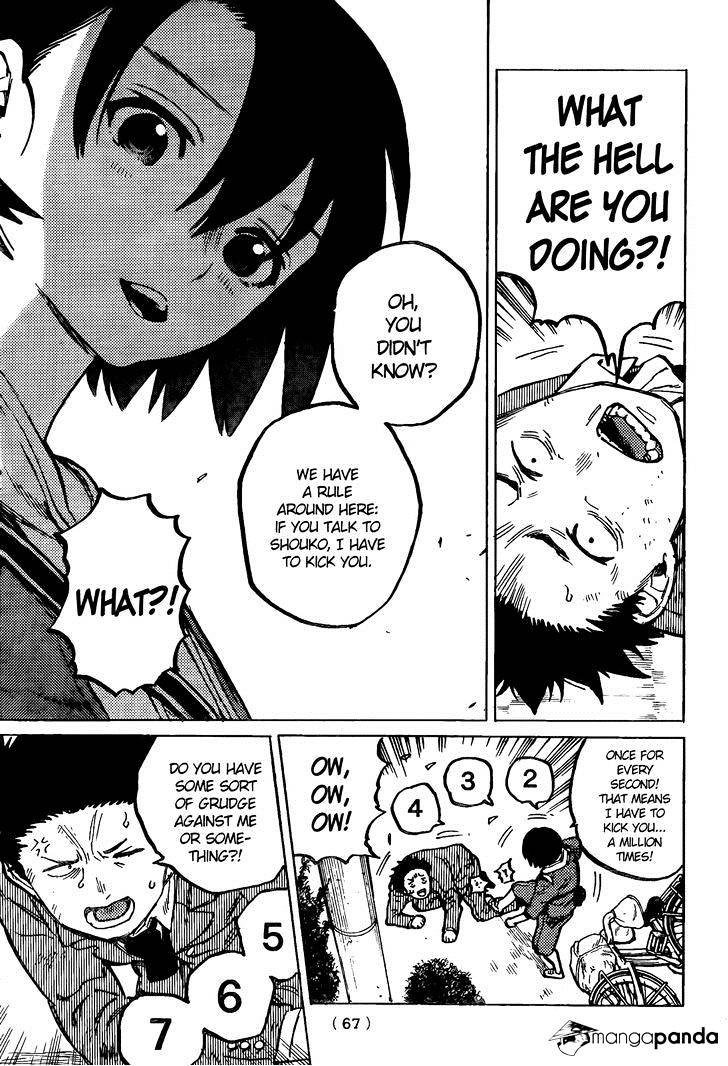 WHAT
THE HELL
ARE YOU
DOING?!
OH,
YOU
DIDN'T
KNOW?
WE HAVE
A RULE
AROUND HERE:
IF YOU TALK TO
SHOUKO, I HAVE
TO KICK YOU.
WHAT?!
ONCE FOR
EVERY
SECOND!
THAT MEANS
I HAVE TO
KICK YOU...
A MILLION
TIMES!
1
2
3
4
OW,
OW,
OW!
DO YOU HAVE
SOME SORT
OF GRUDGE
AGAINST ME
OR SOME-
THING?!
5
6
7
( 67 )
mangapanda